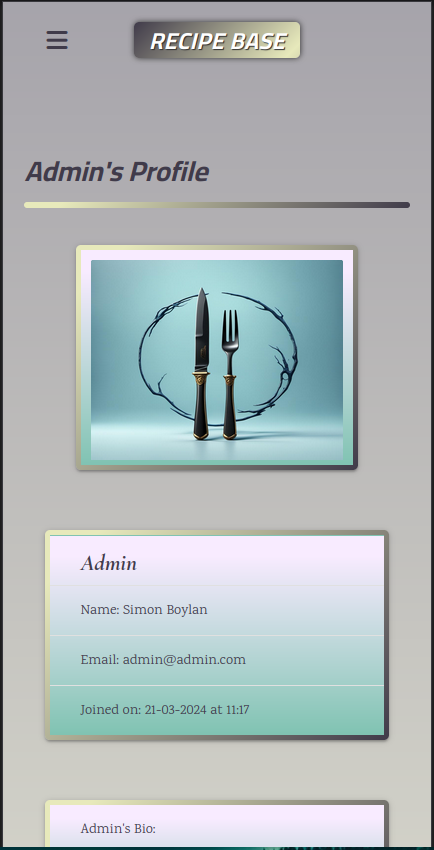 RECIPE BASE
Admin's Profile
Admin
Name: Simon Boylan
Email: admin@admin.com
Joined on: 21-03-2024 at 11:17
Admin's Bio: